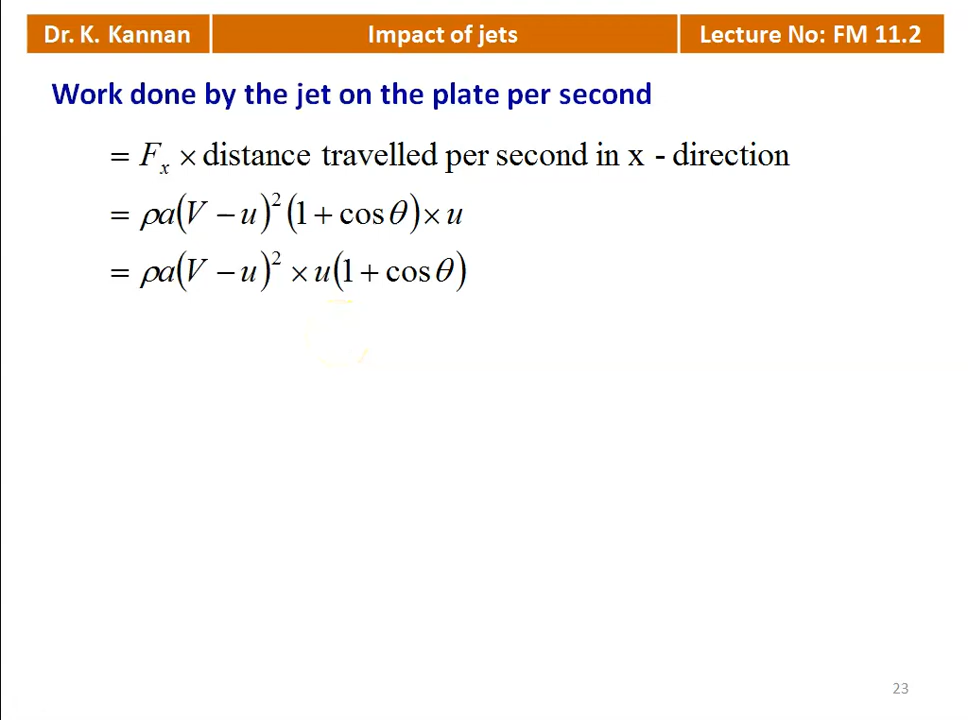 Dr. K. Kannan Impact of jets Lecture No: FM 11.2
Work done by the jet on the plate per second
= Fₓ × distance travelled per second in x - direction
= ρa(V − u)² (1 + cos θ) × u
= ρa(V − u)² × u(1 + cos θ)
23